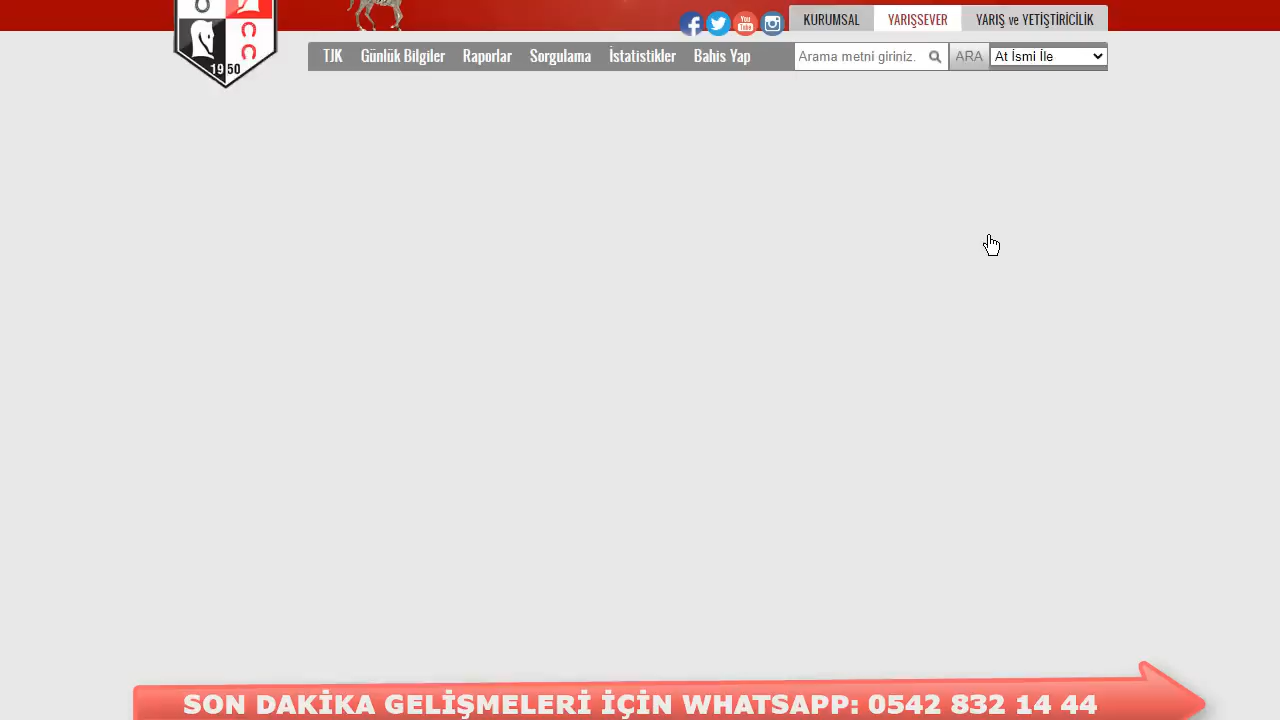 KURUMSAL YARIŞSEVER YARIŞ ve YETİŞTİRİCİLİK
C C
1950
TJK Günlük Bilgiler Raporlar Sorgulama İstatistikler Bahis Yap Arama metni giriniz. ARA At İsmi İle
SON DAKİKA GELİŞMELERİ İÇİN WHATSAPP: 0542 832 14 44